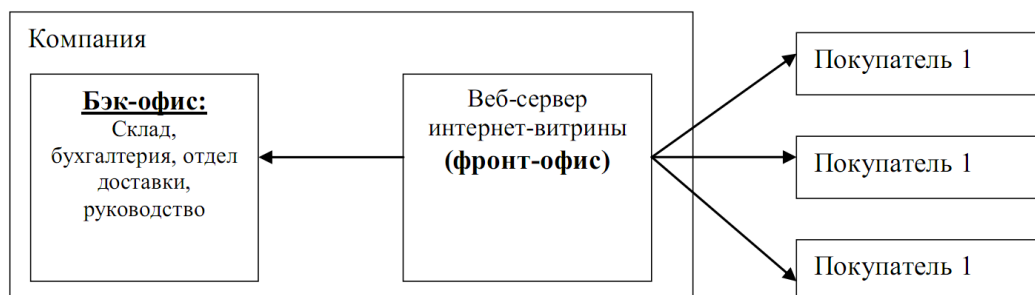 Компания
Бэк-офис:
Склад,
бухгалтерия, отдел
доставки,
руководство
Веб-сервер
интернет-витрины
(фронт-офис)
Покупатель 1
Покупатель 1
Покупатель 1